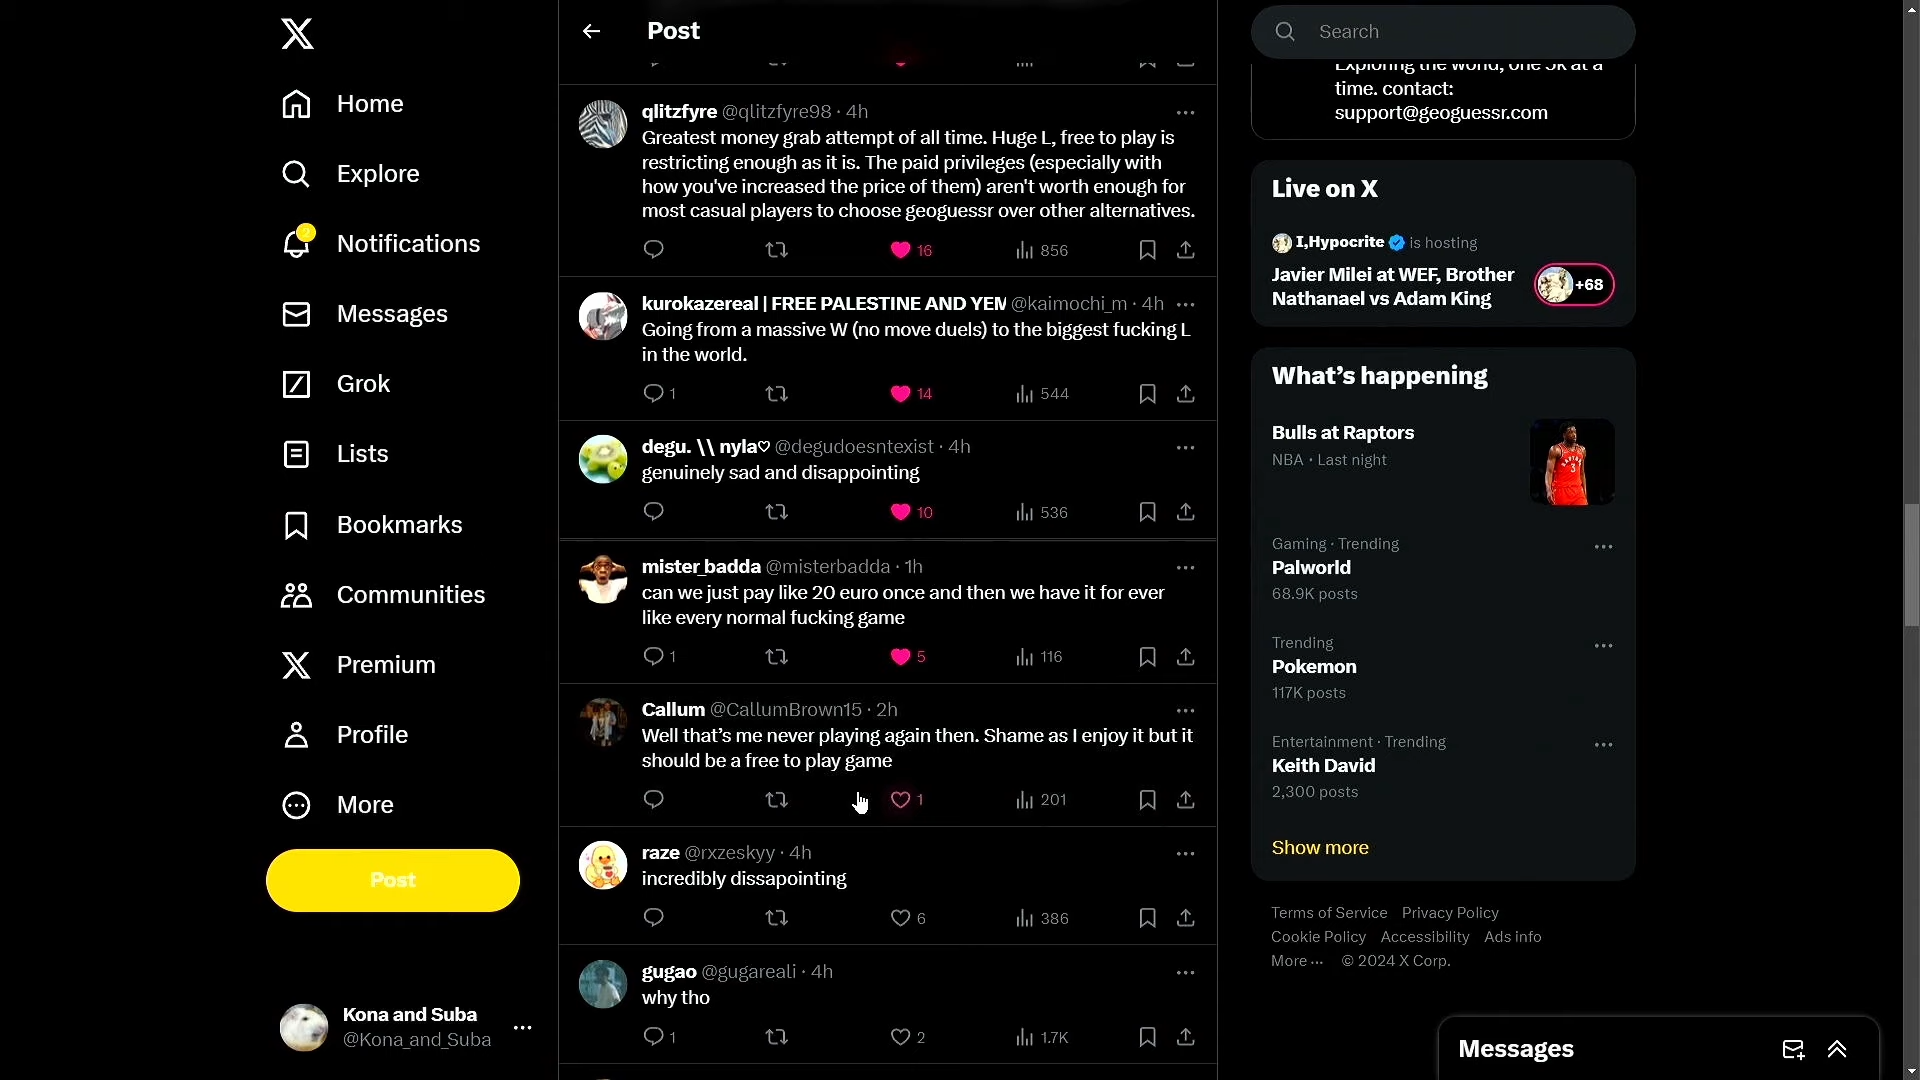 Home
Explore
Notifications
Messages
Grok
Lists
Bookmarks
Communities
Premium
Profile
More
Post
Kona and Suba
@Kona_and_Suba
Post
qlitzfyre @qlitzfyre98 · 4h
Greatest money grab attempt of all time. Huge L, free to play is
restricting enough as it is. The paid privileges (especially with
how you've increased the price of them) aren't worth enough for
most casual players to choose geoguessr over other alternatives.
16 856
kurokazereal | FREE PALESTINE AND YEM @kaimochi_m · 4h
Going from a massive W (no move duels) to the biggest fucking L
in the world.
1 14 544
degu. \\ nyla♡ @degudoesntexist · 4h
genuinely sad and disappointing
10 536
mister_badda @misterbadda · 1h
can we just pay like 20 euro once and then we have it for ever
like every normal fucking game
1 5 116
Callum @CallumBrown15 · 2h
Well that’s me never playing again then. Shame as I enjoy it but it
should be a free to play game
1 201
raze @rxzeskyy · 4h
incredibly dissapointing
6 386
gugao @gugareali · 4h
why tho
1 2 1.7K
Search
Exploring the world, one 5k at a
time. contact:
support@geoguessr.com
Live on X
I,Hypocrite is hosting
Javier Milei at WEF, Brother
Nathanael vs Adam King
+68
What’s happening
Bulls at Raptors
NBA · Last night
Gaming · Trending
Palworld
68.9K posts
Trending
Pokemon
117K posts
Entertainment · Trending
Keith David
2,300 posts
Show more
Terms of Service Privacy Policy
Cookie Policy Accessibility Ads info
More ··· © 2024 X Corp.
Messages